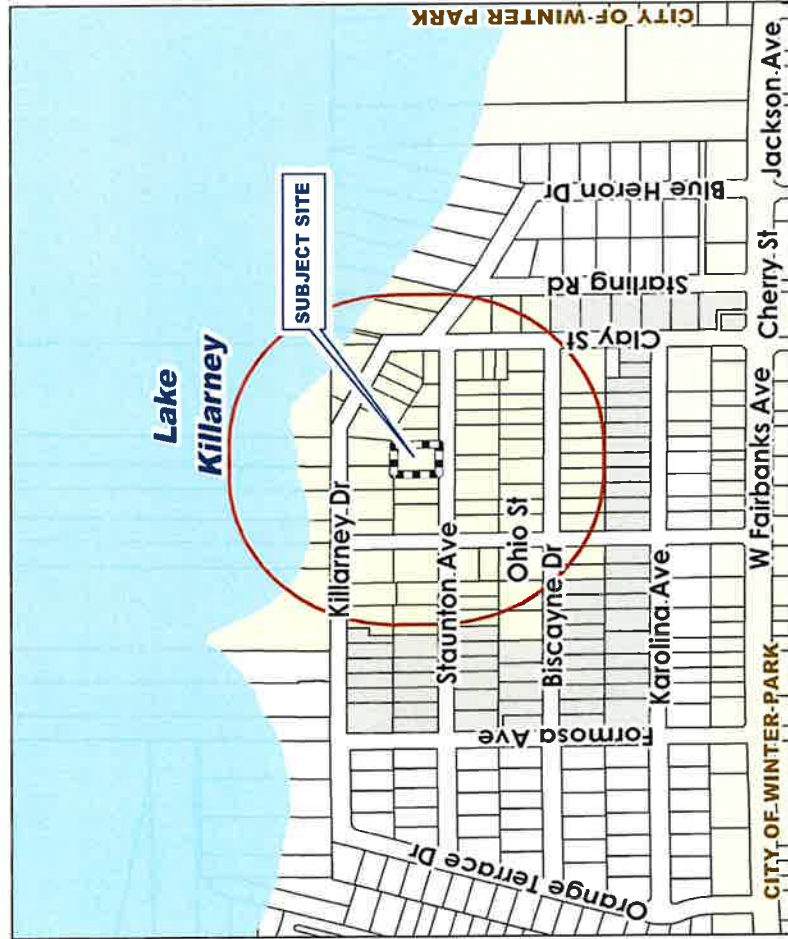 CITY OF WINTER PARK
Lake
Killarney
SUBJECT SITE
Killarney Dr
Staunton Ave
Ohio St
Biscayne Dr
Karolina Ave
W Fairbanks Ave
Formosa Ave
Orange Terrace Dr
Clay St
Starling Rd
Blue Heron Dr
Cherry St
Jackson Ave
CITY OF WINTER PARK